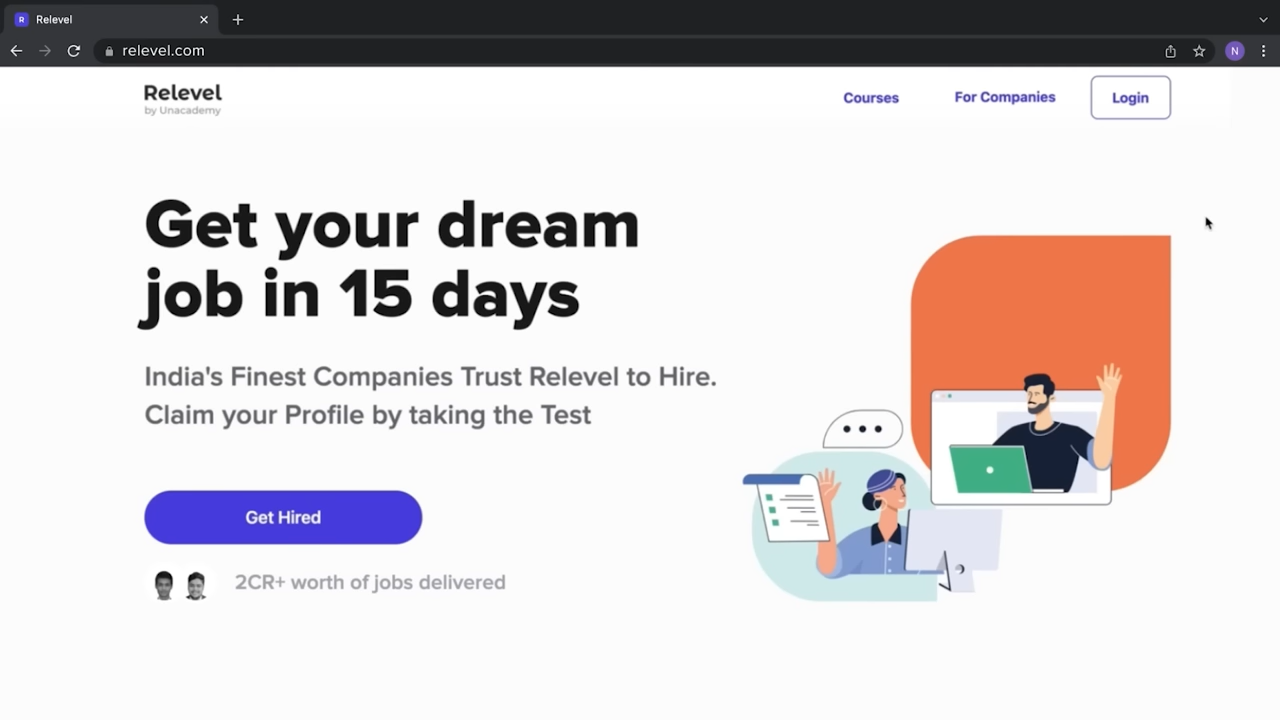 R Relevel
relevel.com
N
Relevel
by Unacademy
Courses
For Companies
Login
Get your dream
job in 15 days
India's Finest Companies Trust Relevel to Hire.
Claim your Profile by taking the Test
Get Hired
2CR+ worth of jobs delivered